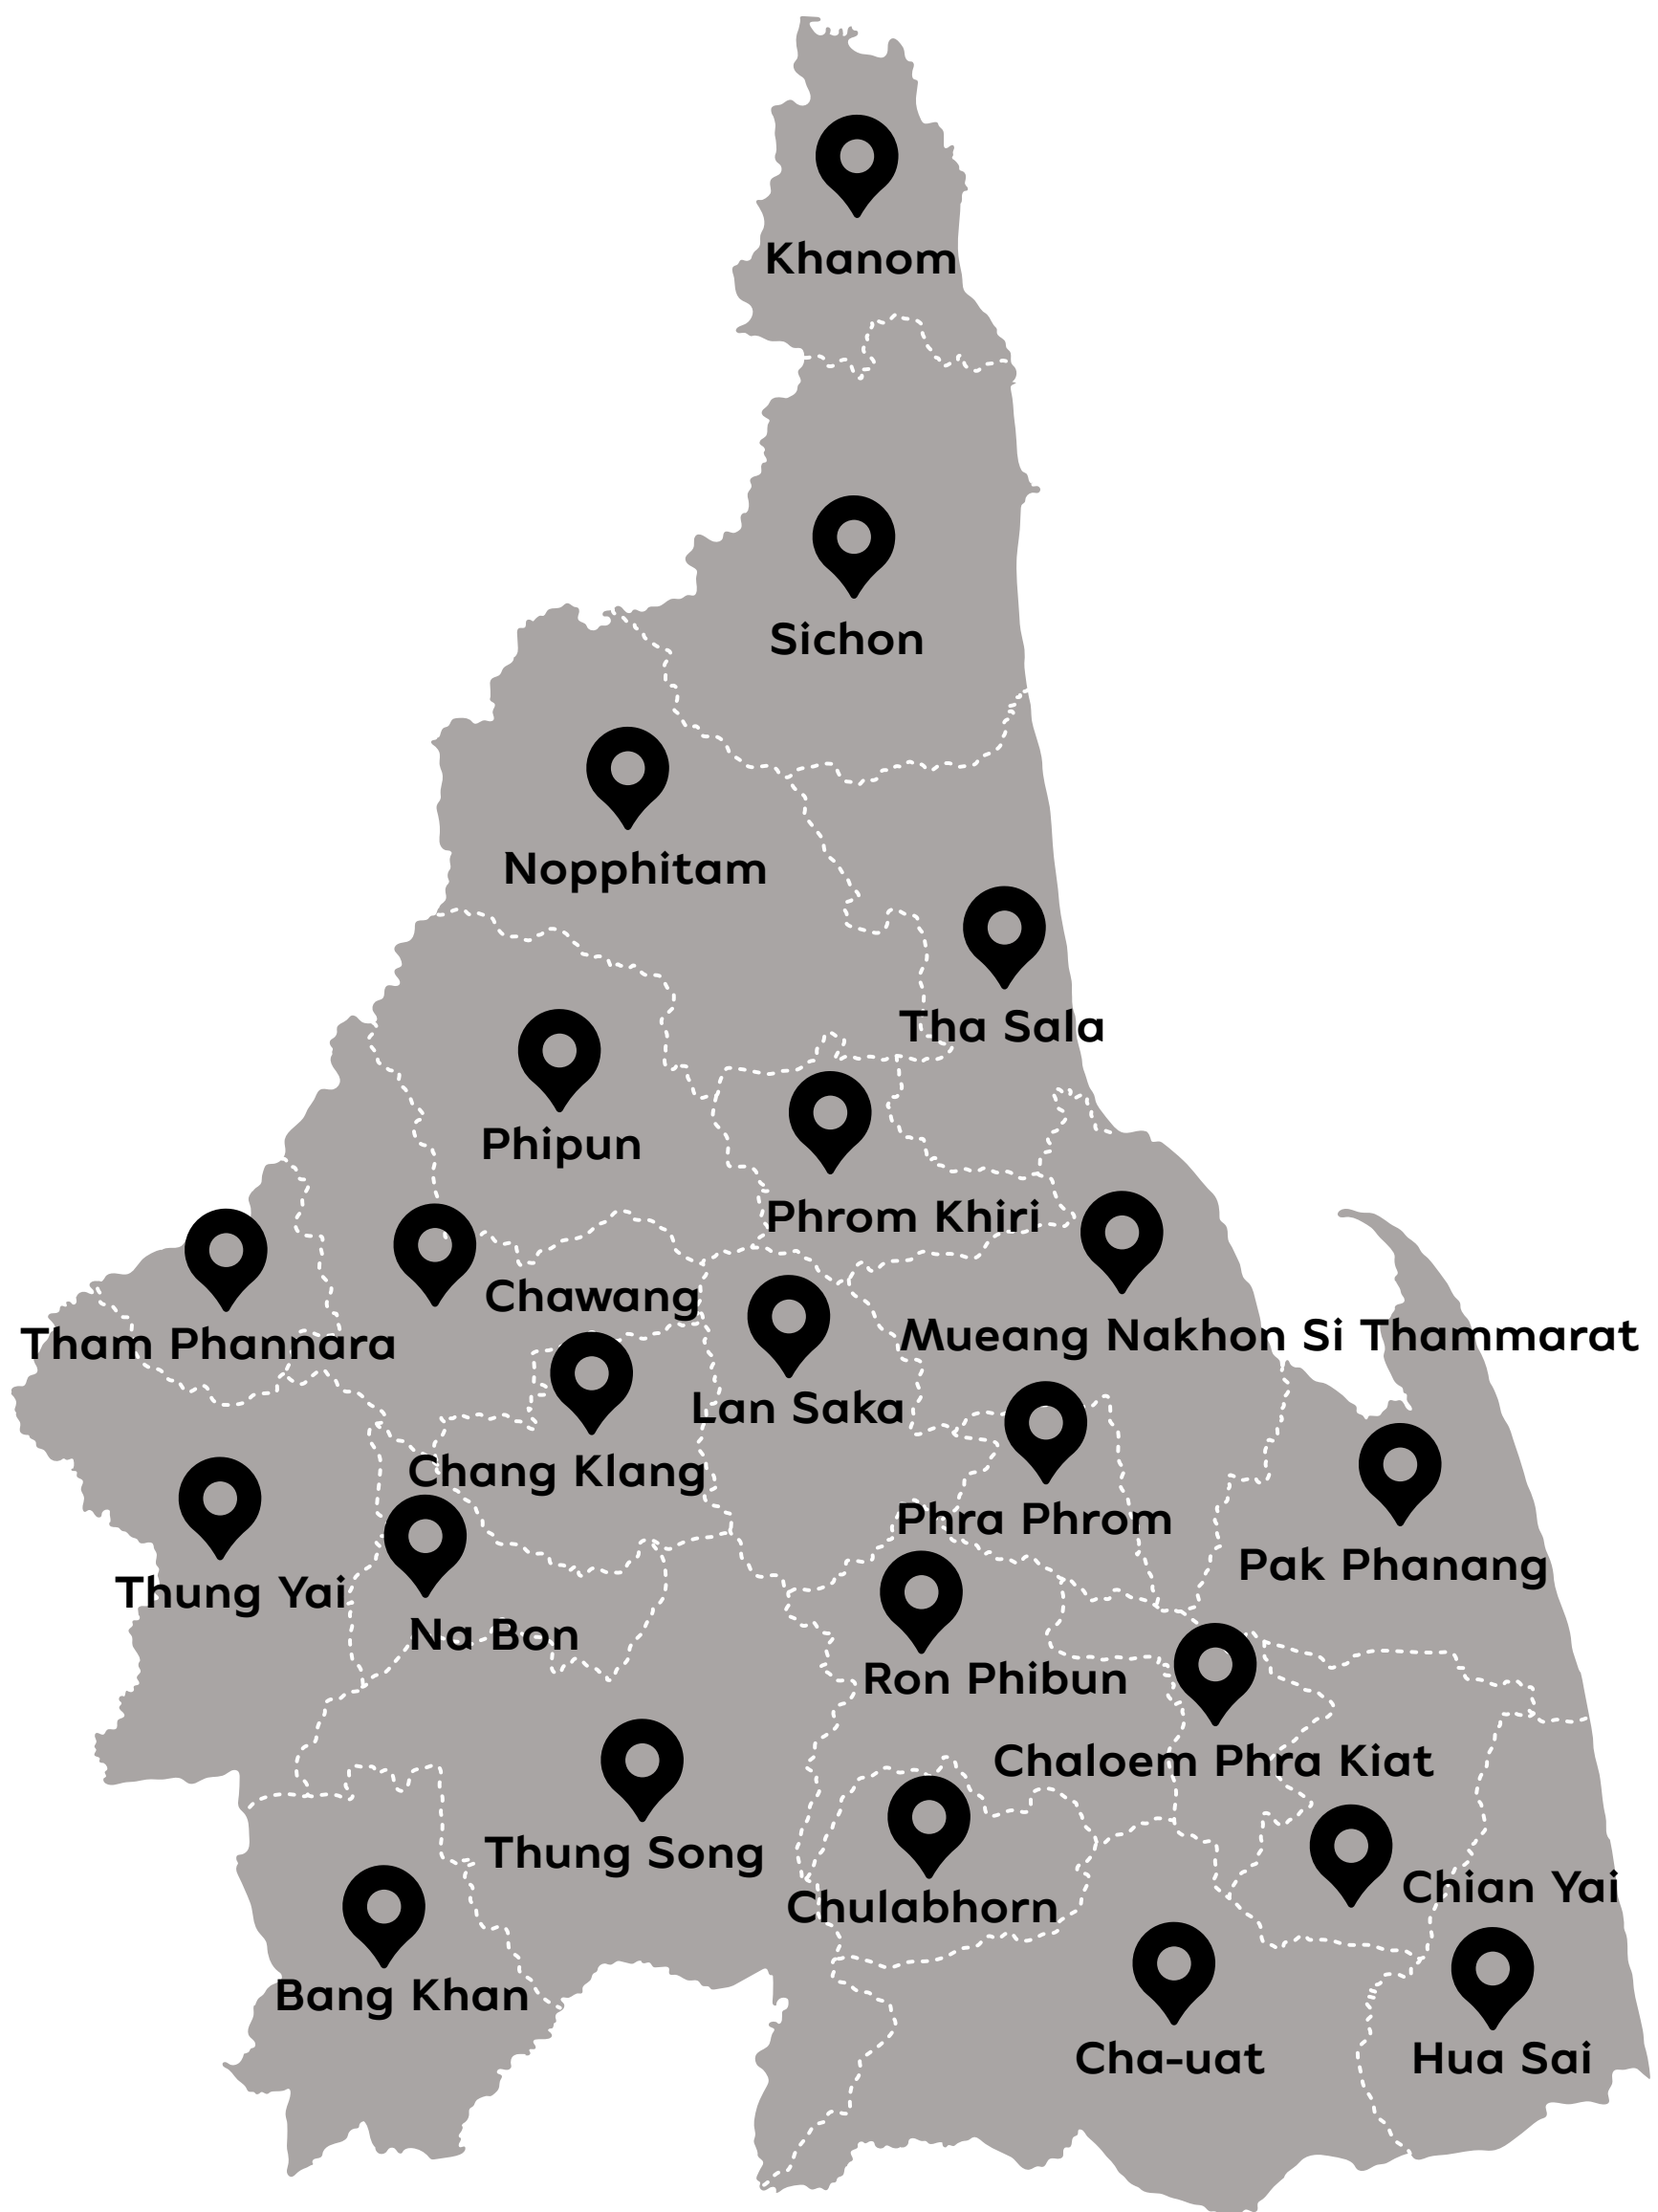 Khanom
Sichon
Nopphitam
Tha Sala
Phipun
Phrom Khiri
Chawang
Mueang Nakhon Si Thammarat
Tham Phannara
Lan Saka
Chang Klang
Phra Phrom
Pak Phanang
Thung Yai
Na Bon
Ron Phibun
Chaloem Phra Kiat
Thung Song
Chian Yai
Chulabhorn
Bang Khan
Cha-uat
Hua Sai